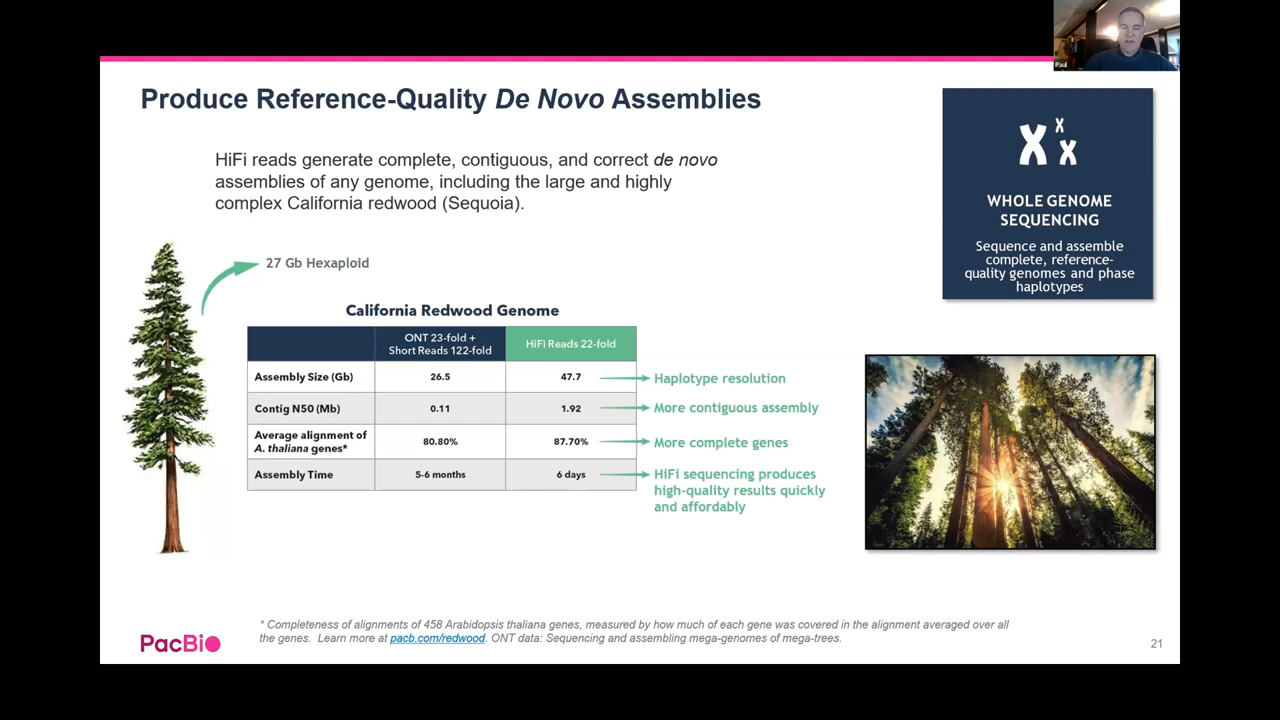 Paul
Produce Reference-Quality De Novo Assemblies
HiFi reads generate complete, contiguous, and correct de novo
assemblies of any genome, including the large and highly
complex California redwood (Sequoia).
WHOLE GENOME
SEQUENCING
Sequence and assemble
complete, reference-
quality genomes and phase
haplotypes
27 Gb Hexaploid
California Redwood Genome
ONT 23-fold +
Short Reads 122-fold
HiFi Reads 22-fold
Assembly Size (Gb)
26.5
47.7
Haplotype resolution
Contig N50 (Mb)
0.11
1.92
More contiguous assembly
Average alignment of
A. thaliana genes*
80.80%
87.70%
More complete genes
Assembly Time
5-6 months
6 days
HiFi sequencing produces
high-quality results quickly
and affordably
* Completeness of alignments of 458 Arabidopsis thaliana genes, measured by how much of each gene was covered in the alignment averaged over all
the genes. Learn more at pacb.com/redwood. ONT data: Sequencing and assembling mega-genomes of mega-trees.
PacBio
21